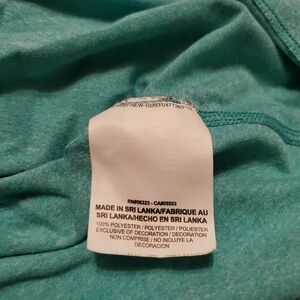 RN#56323 - CA#05553
MADE IN SRI LANKA/FABRIQUE AU
SRI LANKA/HECHO EN SRI LANKA
100% POLYESTER / POLYESTER / POLIESTER
EXCLUSIVE OF DECORATION / DECORATION
NON COMPRISE / NO INCLUYE LA
DECORACION